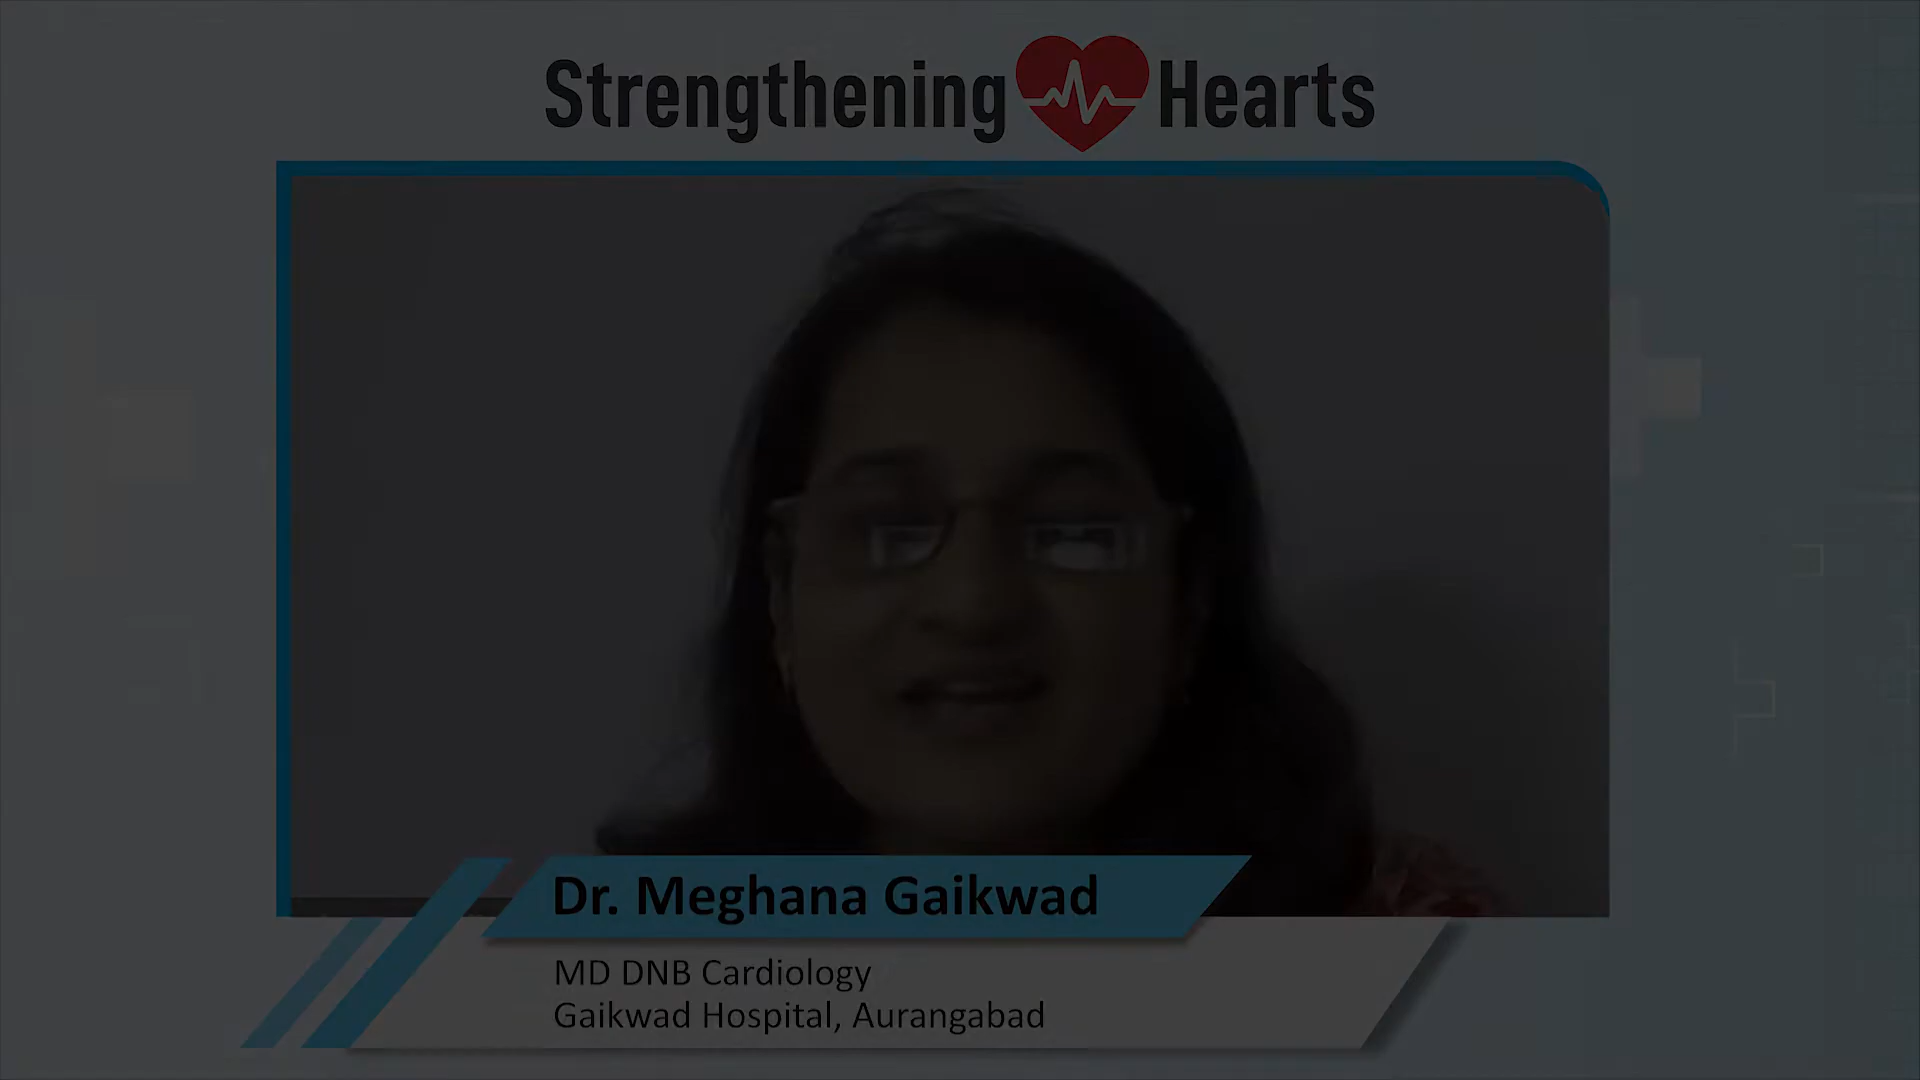 Strengthening Hearts
Dr. Meghana Gaikwad
MD DNB Cardiology
Gaikwad Hospital, Aurangabad